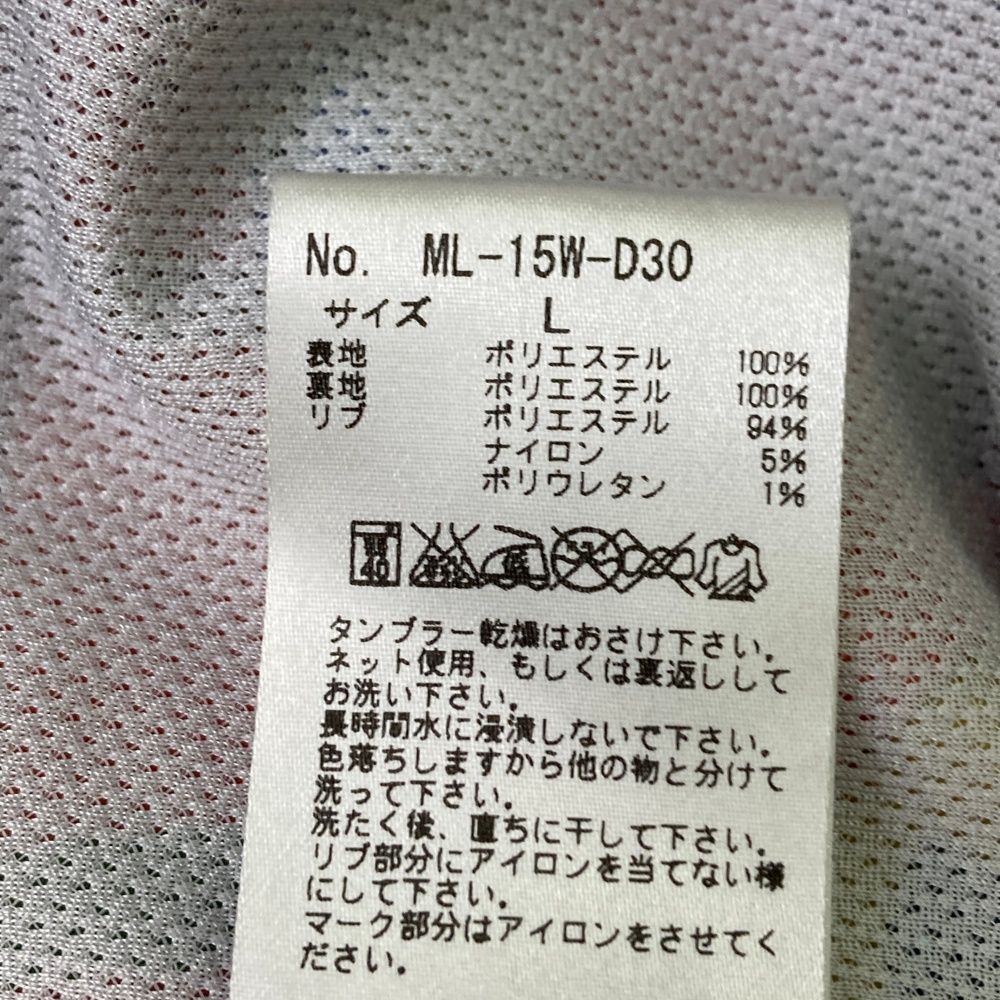 No. ML-15W-D30
サイズ L
表地 ポリエステル 100%
裏地 ポリエステル 100%
リブ ポリエステル 94%
ナイロン 5%
ポリウレタン 1%
40
タンブラー乾燥はおさけ下さい。
ネット使用、もしくは裏返しして
お洗い下さい。
長時間水に浸漬しないで下さい。
色落ちしますから他の物と分けて
洗って下さい。
洗たく後、直ちに干して下さい。
リブ部分にアイロンを当てない様
にして下さい。
マーク部分はアイロンをさせてく
ださい。